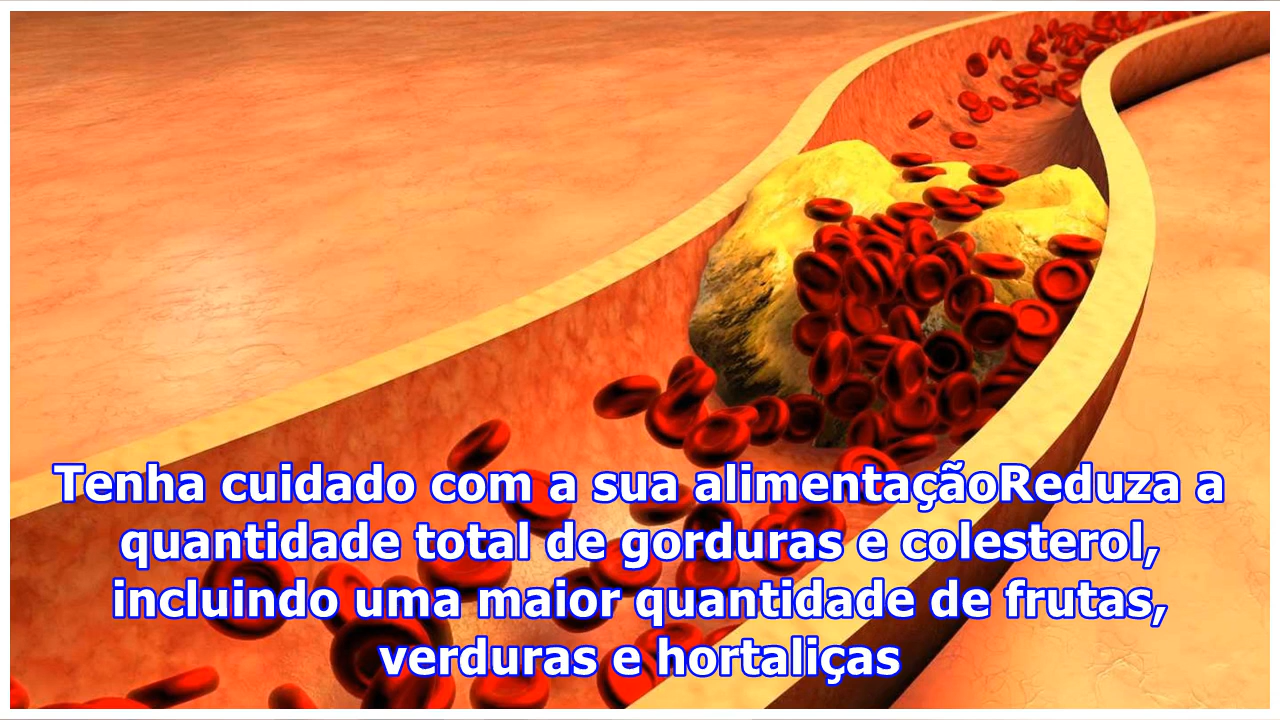 Tenha cuidado com a sua alimentaçãoReduza a
quantidade total de gorduras e colesterol,
incluindo uma maior quantidade de frutas,
verduras e hortaliças